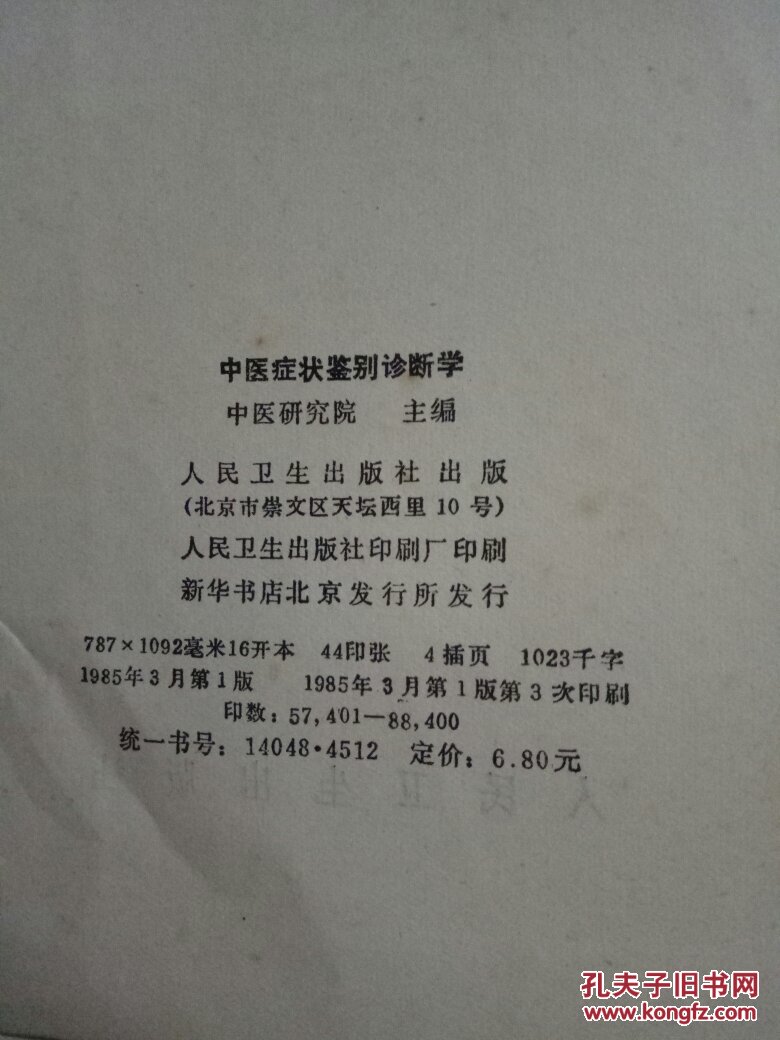 中医症状鉴别诊断学
中医研究院 主编
人民卫生出版社出版
(北京市崇文区天坛西里 10 号)
人民卫生出版社印刷厂印刷
新华书店北京发行所发行
787×1092毫米16开本 44印张 4 插页 1023千字
1985年 3 月第 1 版 1985年 3 月第 1 版第 3 次印刷
印数: 57,401—88,400
统一书号: 14048·4512 定价: 6.80元
人民卫生出版
孔夫子旧书网
www.kongfz.com